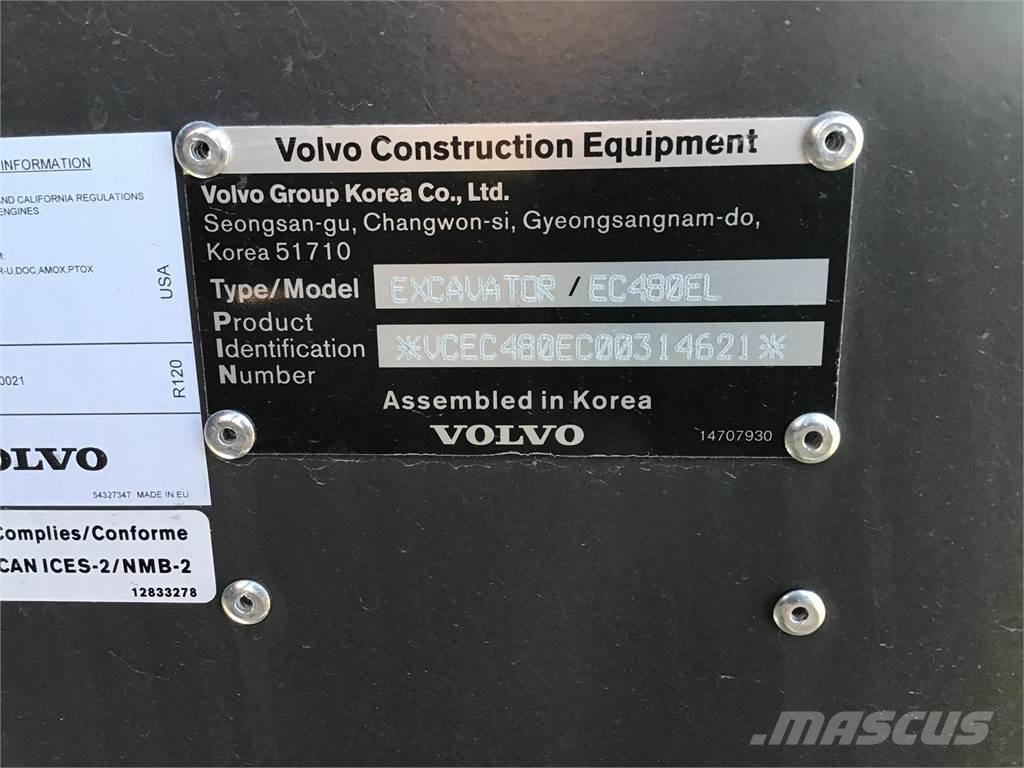 INFORMATION
AND CALIFORNIA REGULATIONS
ENGINES.
R-U,DOC,AMOX,PTOX
USA
0021
R120
VOLVO
54327347 MADE IN EU
Complies/Conforme
CAN ICES-2/NMB-2
12833278
Volvo Construction Equipment
Volvo Group Korea Co., Ltd.
Seongsan-gu, Changwon-si, Gyeongsangnam-do,
Korea 51710
Type/Model EXCAVATOR / EC480EL
Product
Identification *VCEC480EC00314621*
Number
Assembled in Korea
VOLVO 14707930
MASCUS